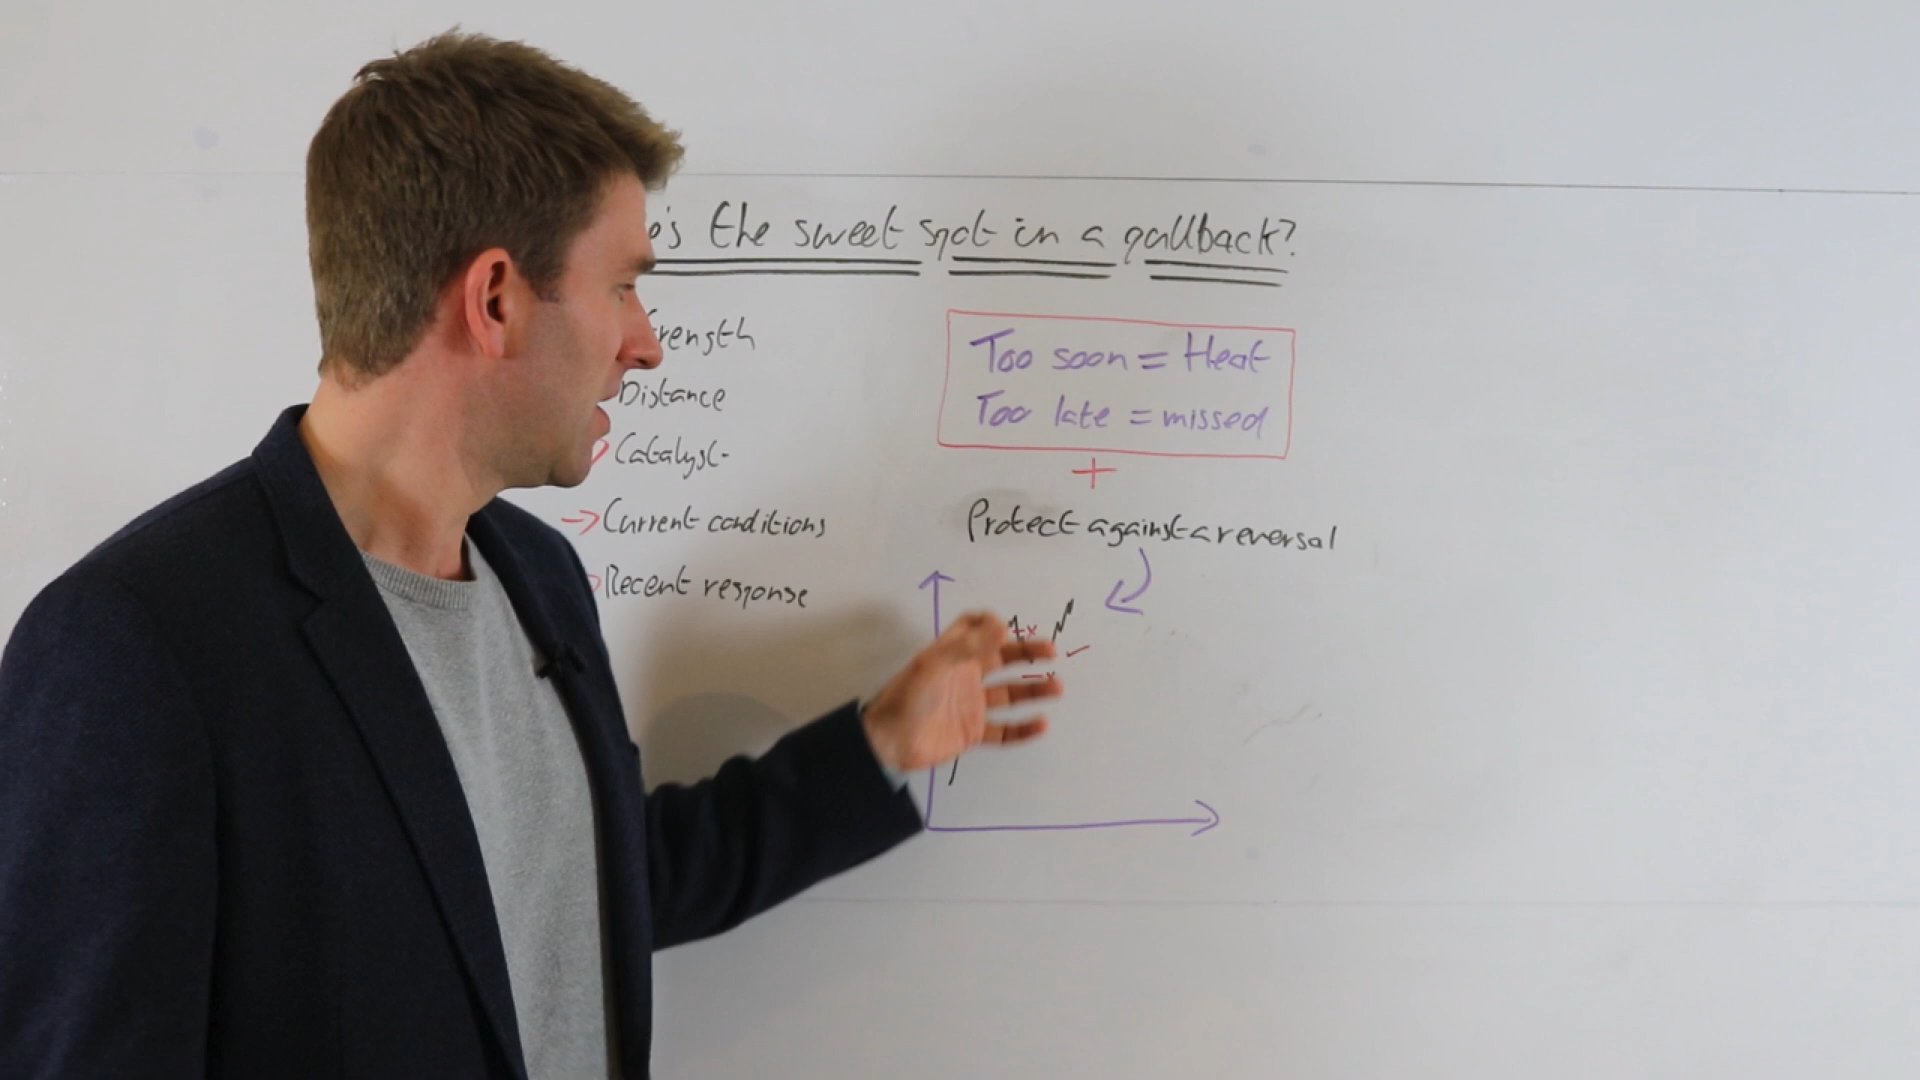 the sweet spot in a pullback?
Distance
Catalyst
Current conditions
Recent response
Too soon = Heat
Too late = missed
+
Protect against a reversal
x
x